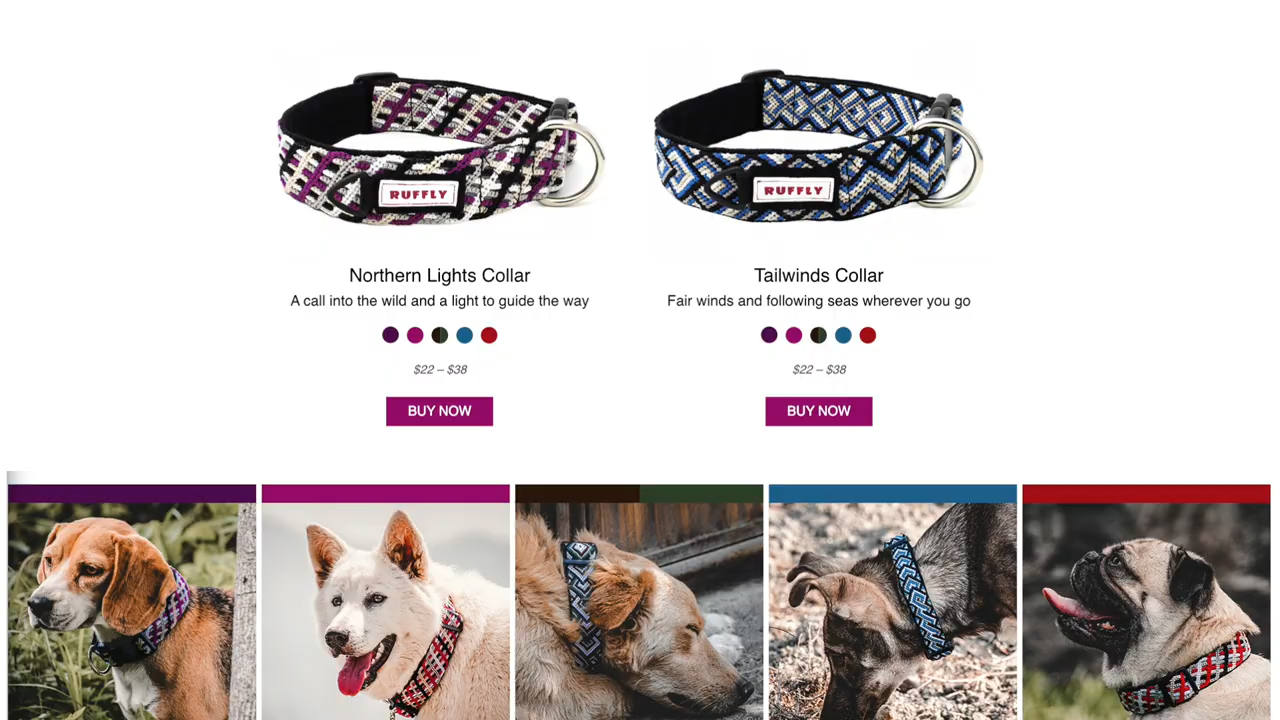 RUFFLY
RUFFLY
Northern Lights Collar
A call into the wild and a light to guide the way
$22 – $38
BUY NOW
Tailwinds Collar
Fair winds and following seas wherever you go
$22 – $38
BUY NOW